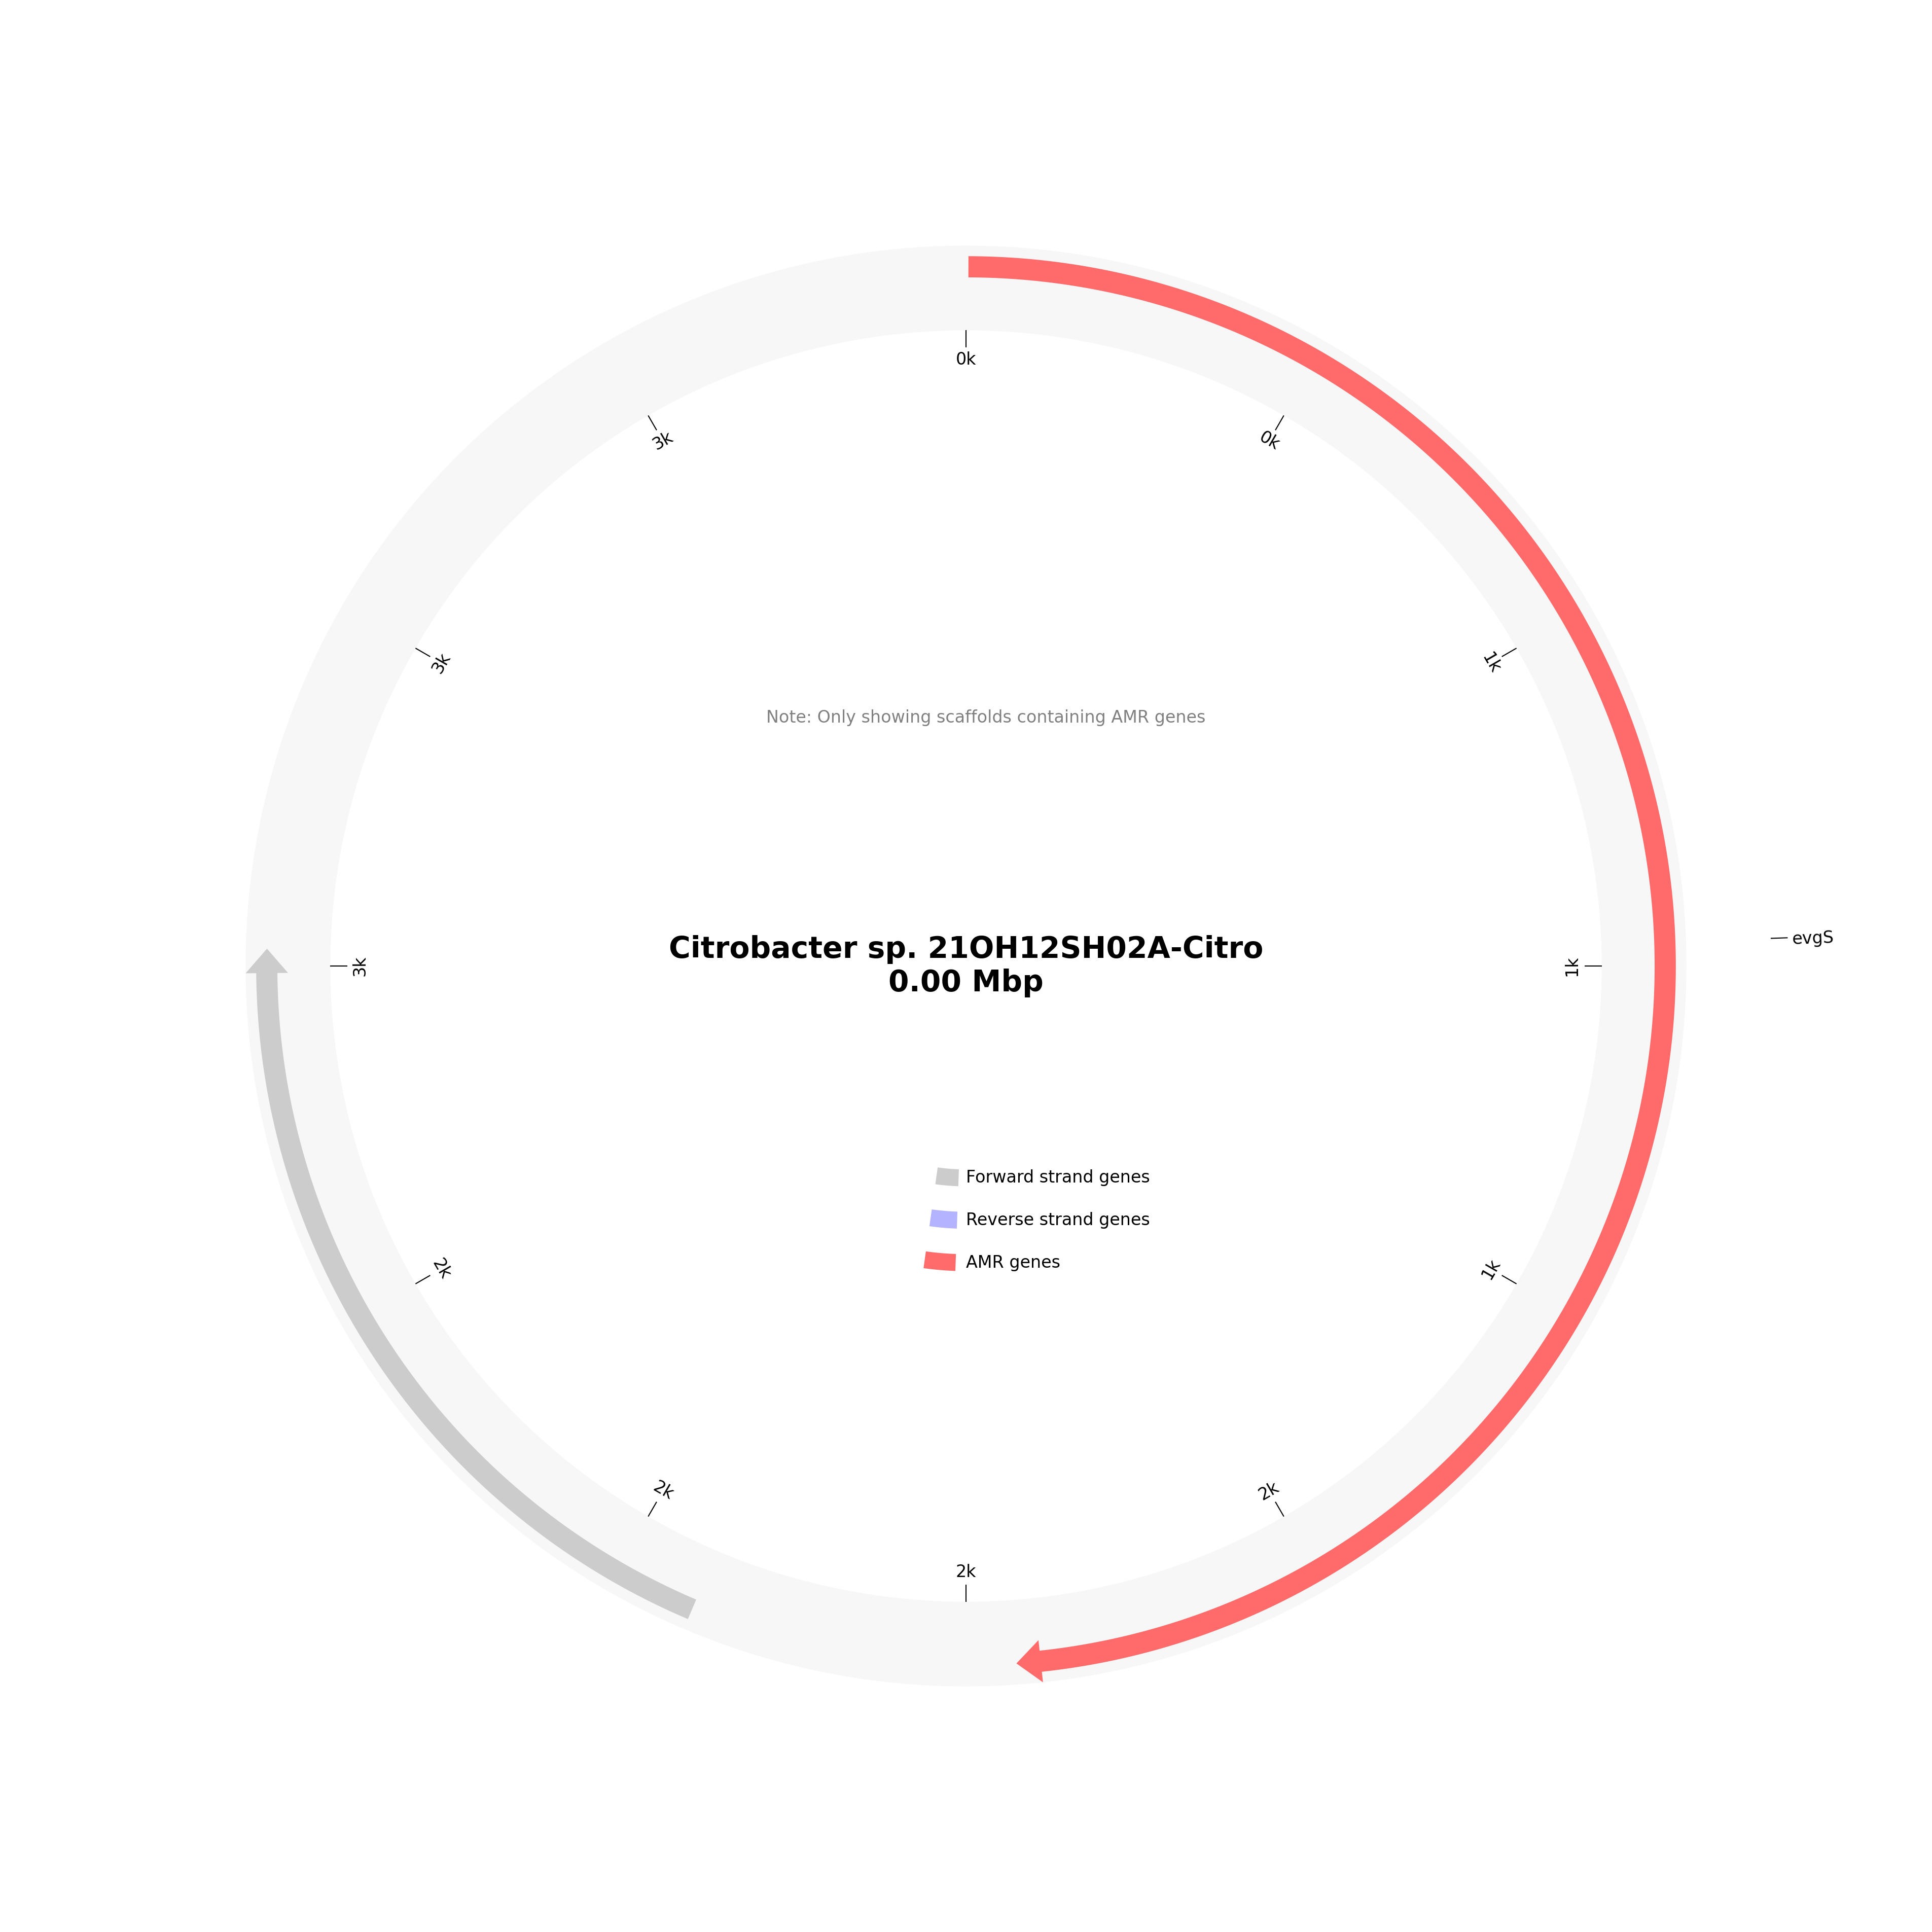 0k
3k
0k
3k
1k
Note: Only showing scaffolds containing AMR genes
Citrobacter sp. 21OH12SH02A-Citro
0.00 Mbp
evgS
3k
1k
Forward strand genes
Reverse strand genes
AMR genes
2k
1k
2k
2k
2k